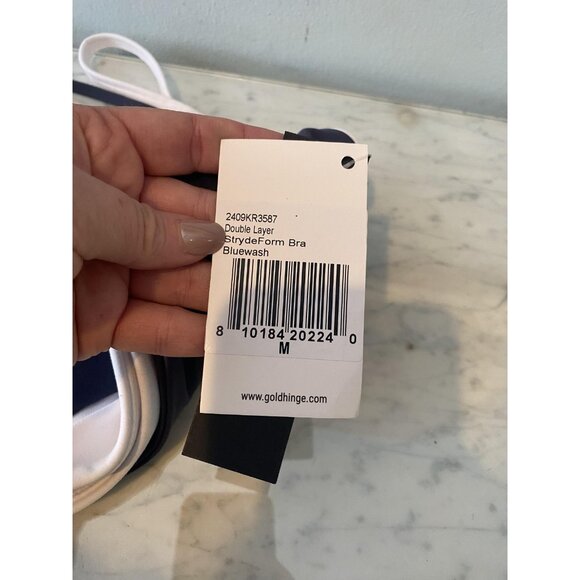 2409KR3587
Double Layer
StrydeForm Bra
Bluewash
8 10184 20224 0
M
www.goldhinge.com